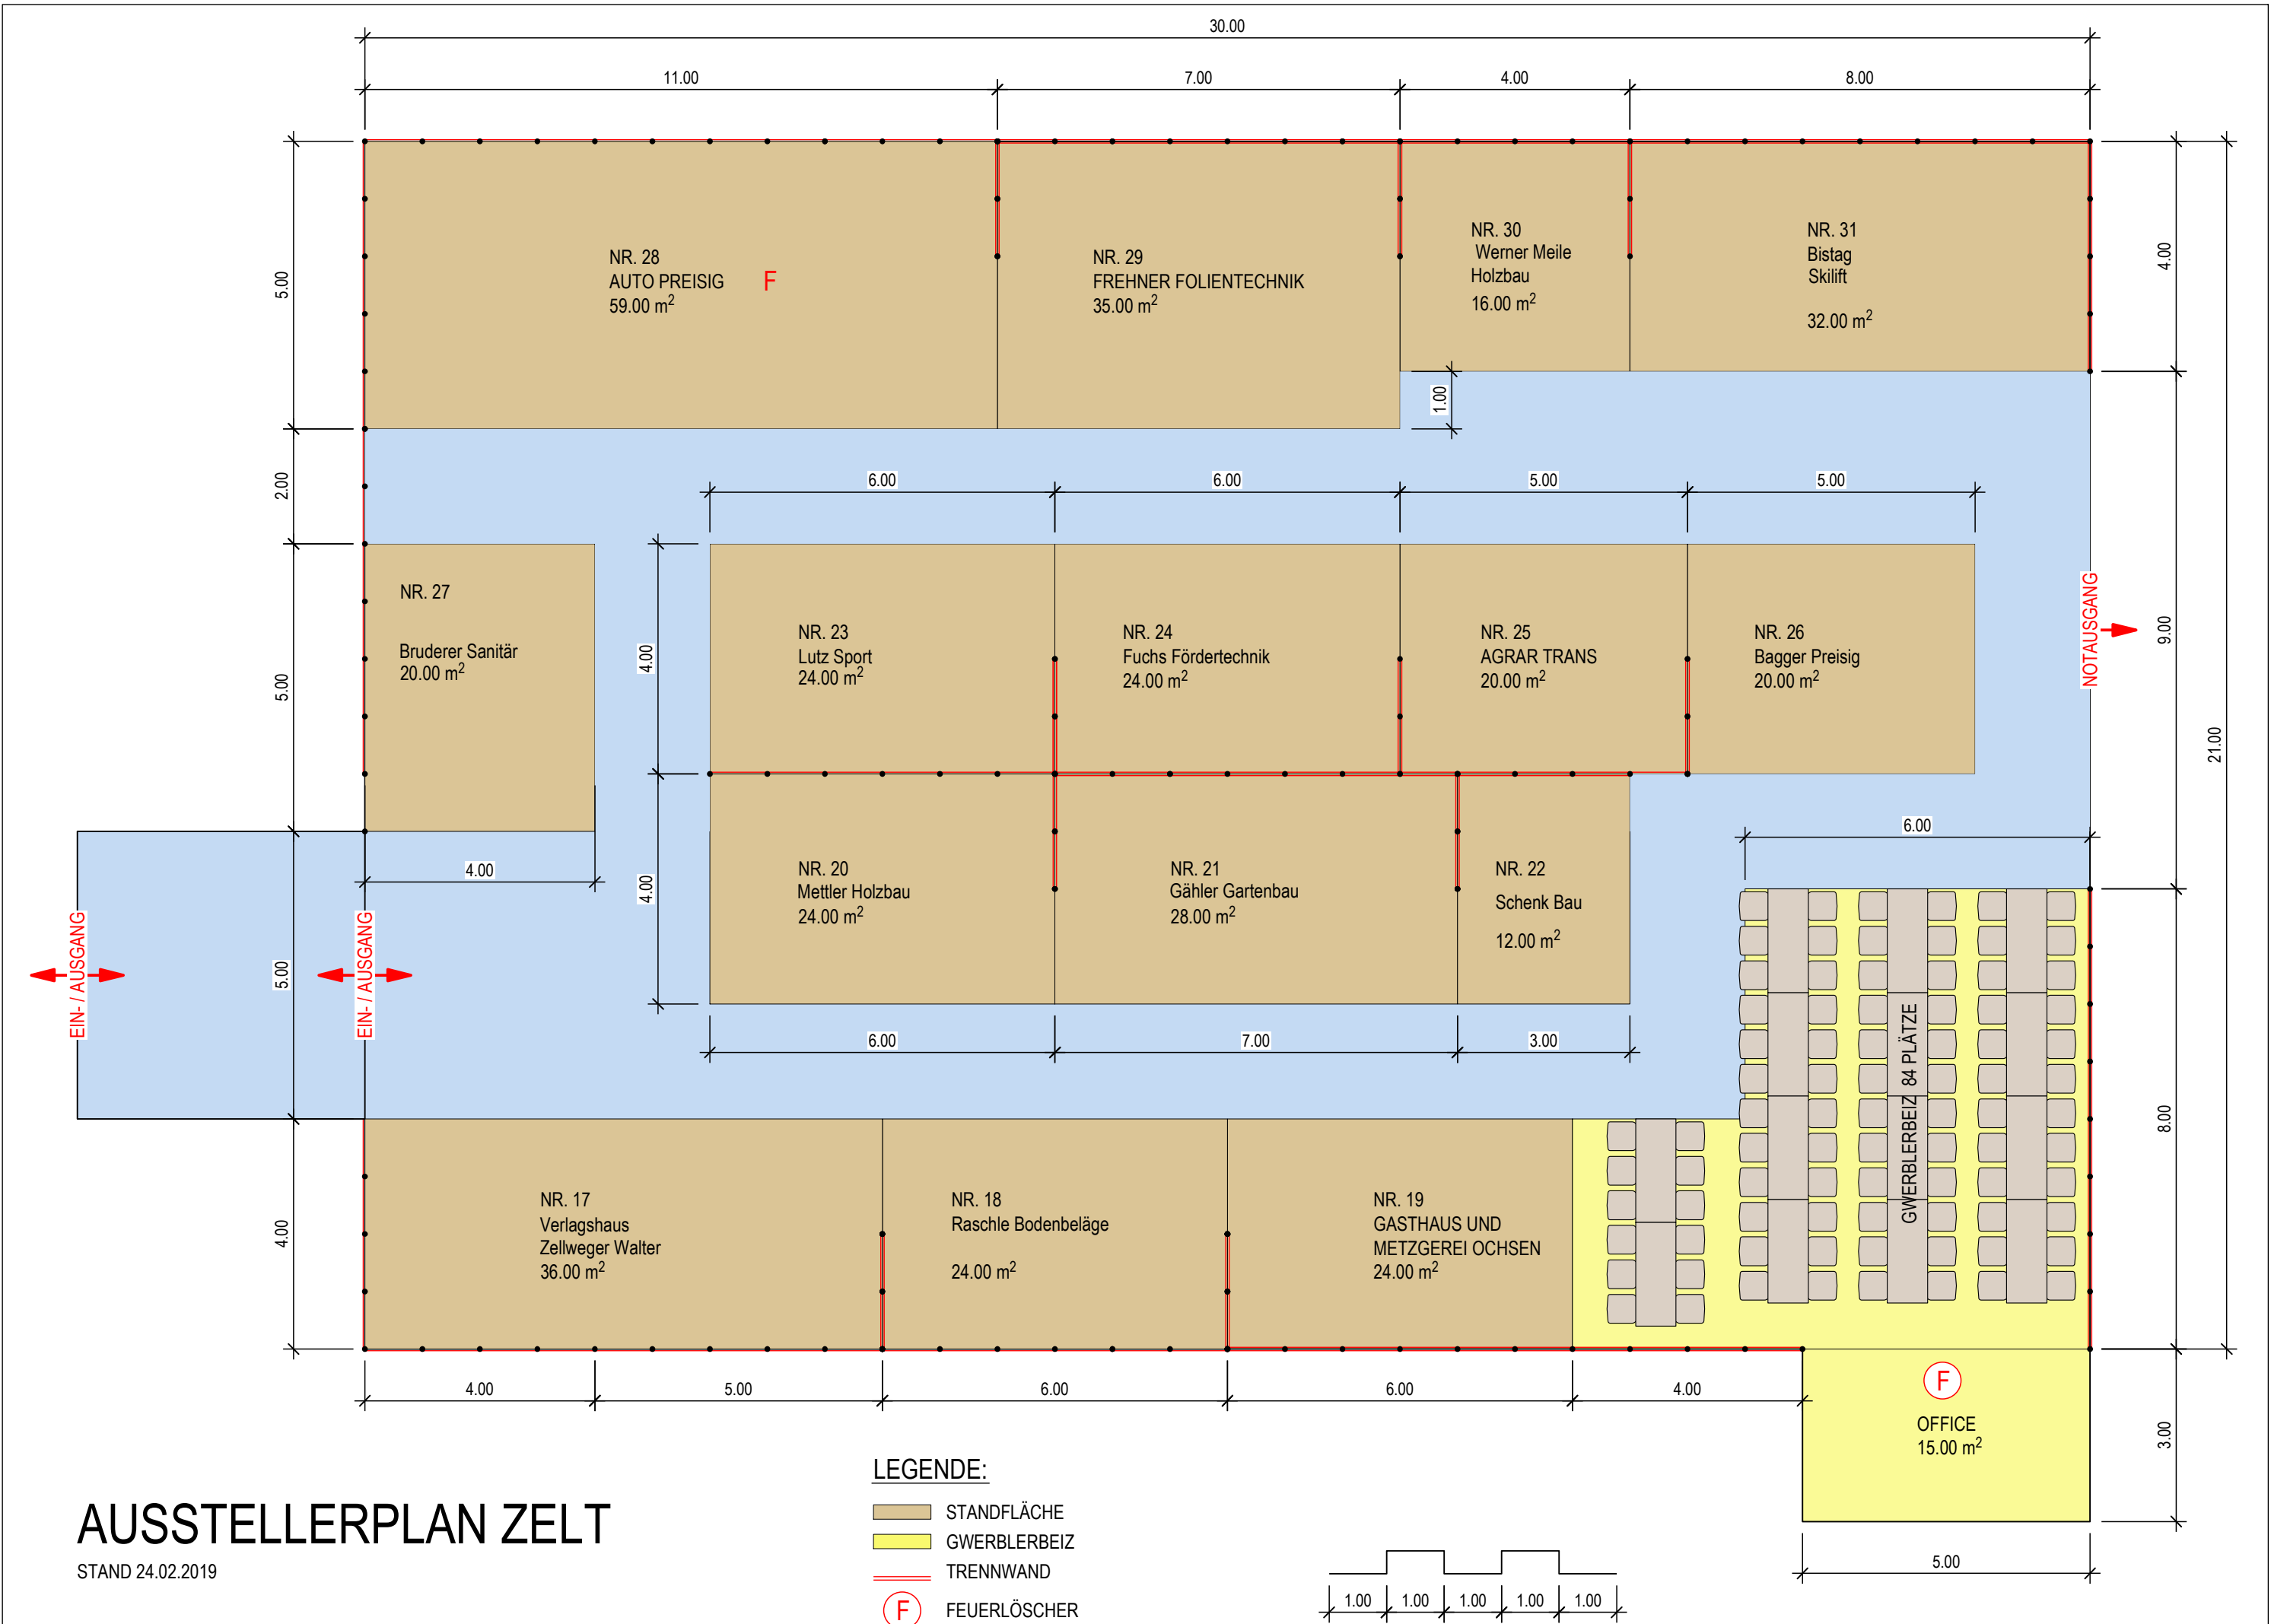 30.00
11.00
7.00
4.00
8.00
NR. 28
AUTO PREISIG
59.00 m²
F
NR. 29
FREHNER FOLIENTECHNIK
35.00 m²
NR. 30
Werner Meile
Holzbau
16.00 m²
NR. 31
Bistag
Skilift
32.00 m²
5.00
4.00
1.00
2.00
6.00
6.00
5.00
5.00
NR. 27
Bruderer Sanitär
20.00 m²
5.00
4.00
NR. 23
Lutz Sport
24.00 m²
NR. 24
Fuchs Fördertechnik
24.00 m²
NR. 25
AGRAR TRANS
20.00 m²
NR. 26
Bagger Preisig
20.00 m²
NOTAUSGANG
9.00
21.00
6.00
4.00
4.00
NR. 20
Mettler Holzbau
24.00 m²
NR. 21
Gähler Gartenbau
28.00 m²
NR. 22
Schenk Bau
12.00 m²
EIN- / AUSGANG
EIN- / AUSGANG
5.00
6.00
7.00
3.00
GWERBLERBEIZ 84 PLÄTZE
8.00
4.00
NR. 17
Verlagshaus
Zellweger Walter
36.00 m²
NR. 18
Raschle Bodenbeläge
24.00 m²
NR. 19
GASTHAUS UND
METZGEREI OCHSEN
24.00 m²
4.00
5.00
6.00
6.00
4.00
F
OFFICE
15.00 m²
3.00
5.00
AUSSTELLERPLAN ZELT
STAND 24.02.2019
LEGENDE:
STANDFLÄCHE
GWERBLERBEIZ
TRENNWAND
F FEUERLÖSCHER
1.00 1.00 1.00 1.00 1.00